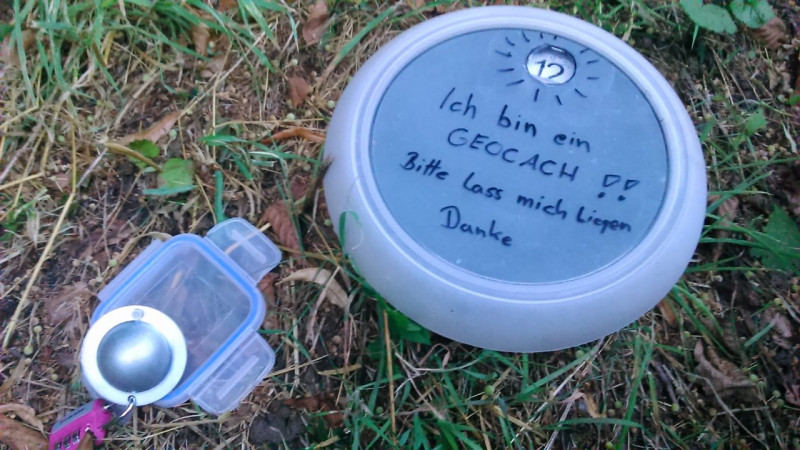 12
Ich bin ein
GEOCACH !!
Bitte lass mich Liegen
Danke